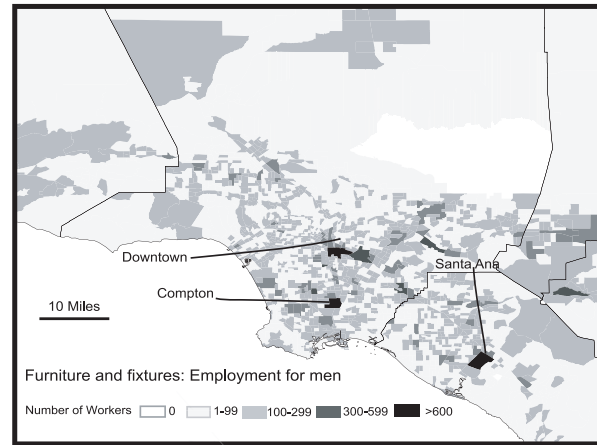 Downtown
Santa Ana
Compton
10 Miles
Furniture and fixtures: Employment for men
Number of Workers 0 1-99 100-299 300-599 >600